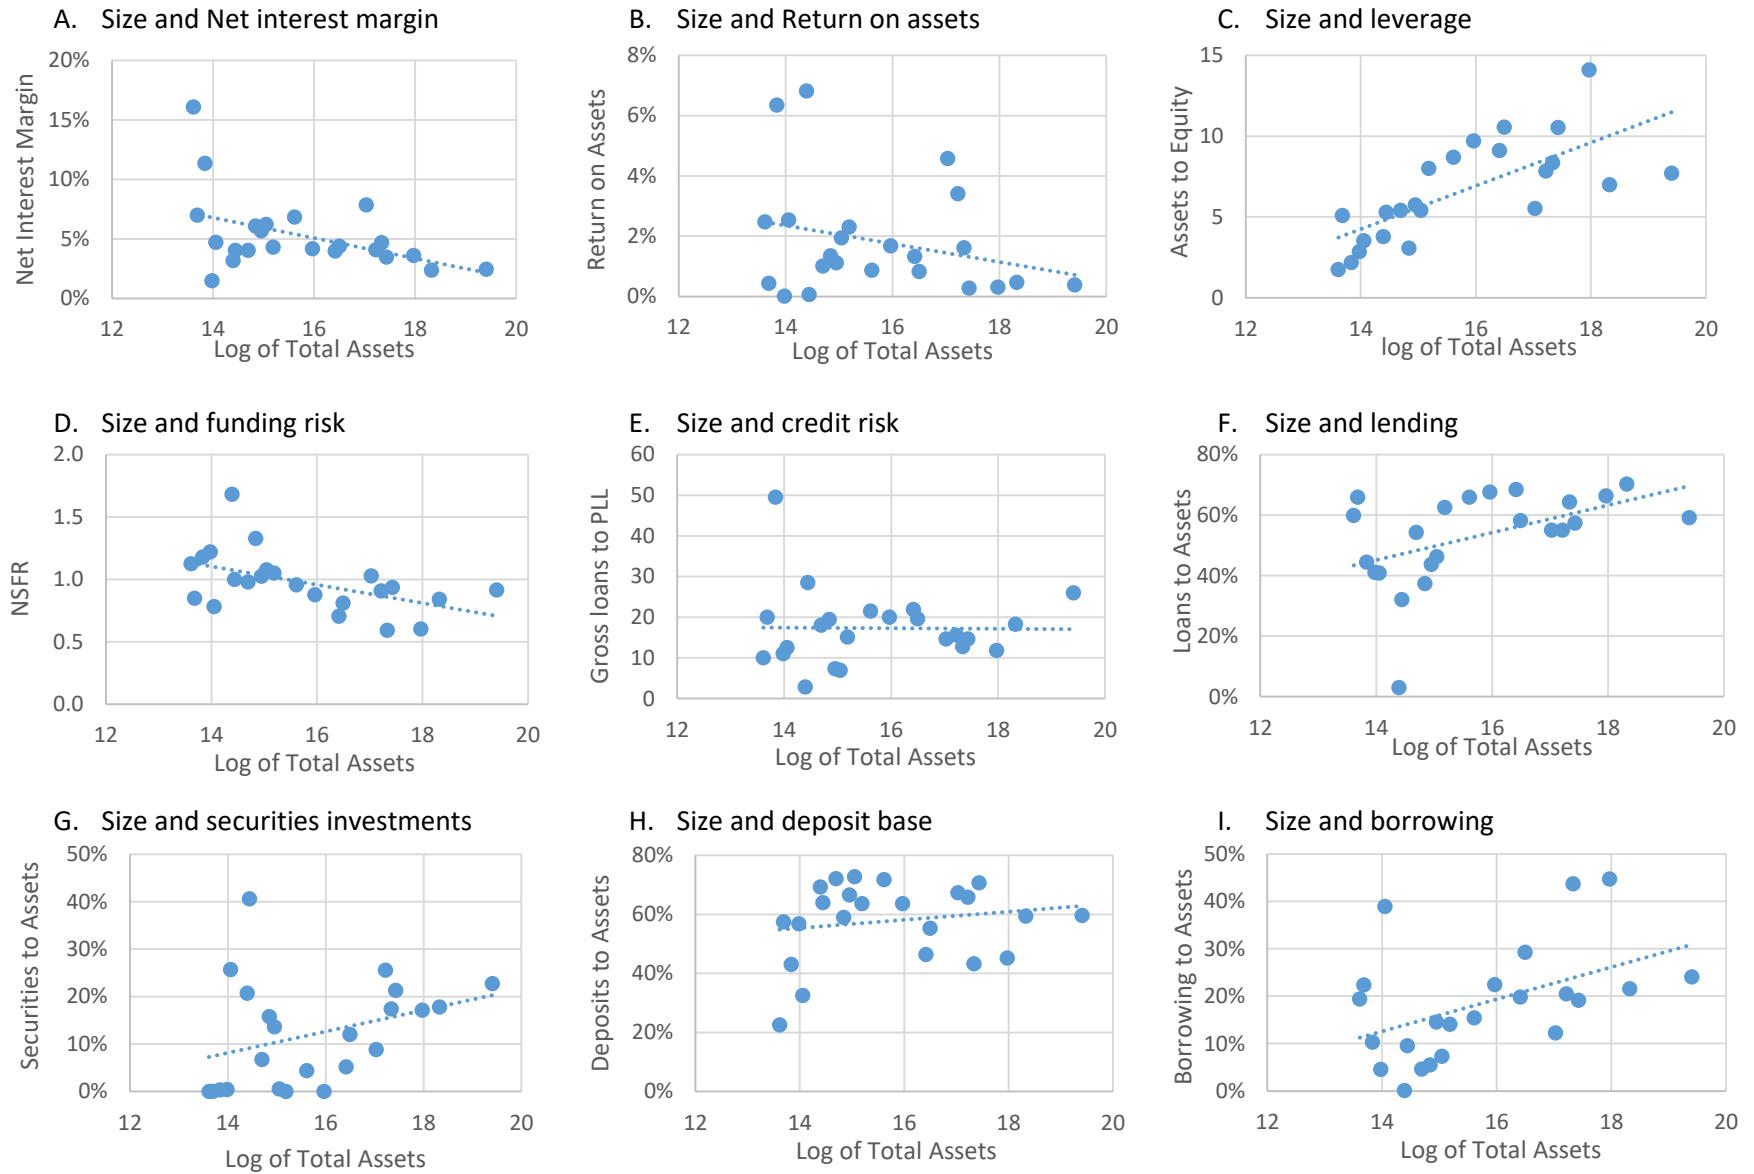 A. Size and Net interest margin
Net Interest Margin
20%
15%
10%
5%
0%
12 14 16 18 20
Log of Total Assets
B. Size and Return on assets
Return on Assets
8%
6%
4%
2%
0%
12 14 16 18 20
Log of Total Assets
C. Size and leverage
Assets to Equity
15
10
5
0
12 14 16 18 20
log of Total Assets
D. Size and funding risk
NSFR
2.0
1.5
1.0
0.5
0.0
12 14 16 18 20
Log of Total Assets
E. Size and credit risk
Gross loans to PLL
60
50
40
30
20
10
0
12 14 16 18 20
Log of Total Assets
F. Size and lending
Loans to Assets
80%
60%
40%
20%
0%
12 14 16 18 20
Log of Total Assets
G. Size and securities investments
Securities to Assets
50%
40%
30%
20%
10%
0%
12 14 16 18 20
Log of Total Assets
H. Size and deposit base
Deposits to Assets
80%
60%
40%
20%
0%
12 14 16 18 20
Log of Total Assets
I. Size and borrowing
Borrowing to Assets
50%
40%
30%
20%
10%
0%
12 14 16 18 20
Log of Total Assets